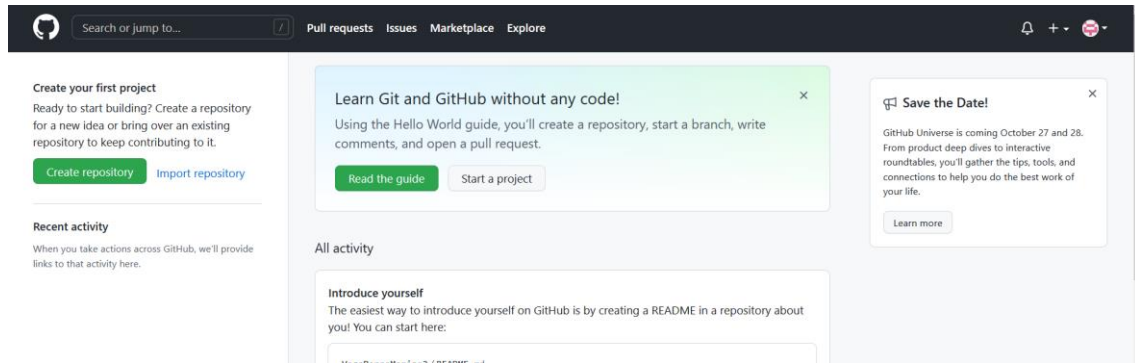 Search or jump to...
/
Pull requests Issues Marketplace Explore
Create your first project
Ready to start building? Create a repository
for a new idea or bring over an existing
repository to keep contributing to it.
Create repository Import repository
Recent activity
When you take actions across GitHub, we'll provide
links to that activity here.
Learn Git and GitHub without any code!
Using the Hello World guide, you'll create a repository, start a branch, write
comments, and open a pull request.
Read the guide Start a project
All activity
Introduce yourself
The easiest way to introduce yourself on GitHub is by creating a README in a repository about
you! You can start here:
Save the Date!
GitHub Universe is coming October 27 and 28.
From product deep dives to interactive
roundtables, you'll gather the tips, tools, and
connections to help you do the best work of
your life.
Learn more